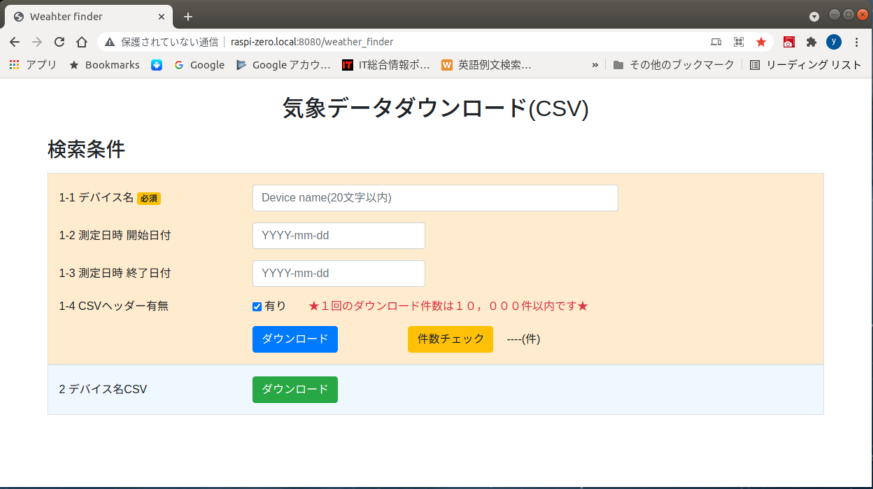 Weahter finder
保護されていない通信 | raspi-zero.local:8080/weather_finder
アプリ Bookmarks Google Google アカウ... IT総合情報ポ... 英語例文検索... » その他のブックマーク リーディング リスト
気象データダウンロード(CSV)
検索条件
1-1 デバイス名 必須 Device name(20文字以内)
1-2 測定日時 開始日付 YYYY-mm-dd
1-3 測定日時 終了日付 YYYY-mm-dd
1-4 CSVヘッダー有無 有り ★１回のダウンロード件数は１０，０００件以内です★
ダウンロード 件数チェック ----(件)
2 デバイス名CSV ダウンロード